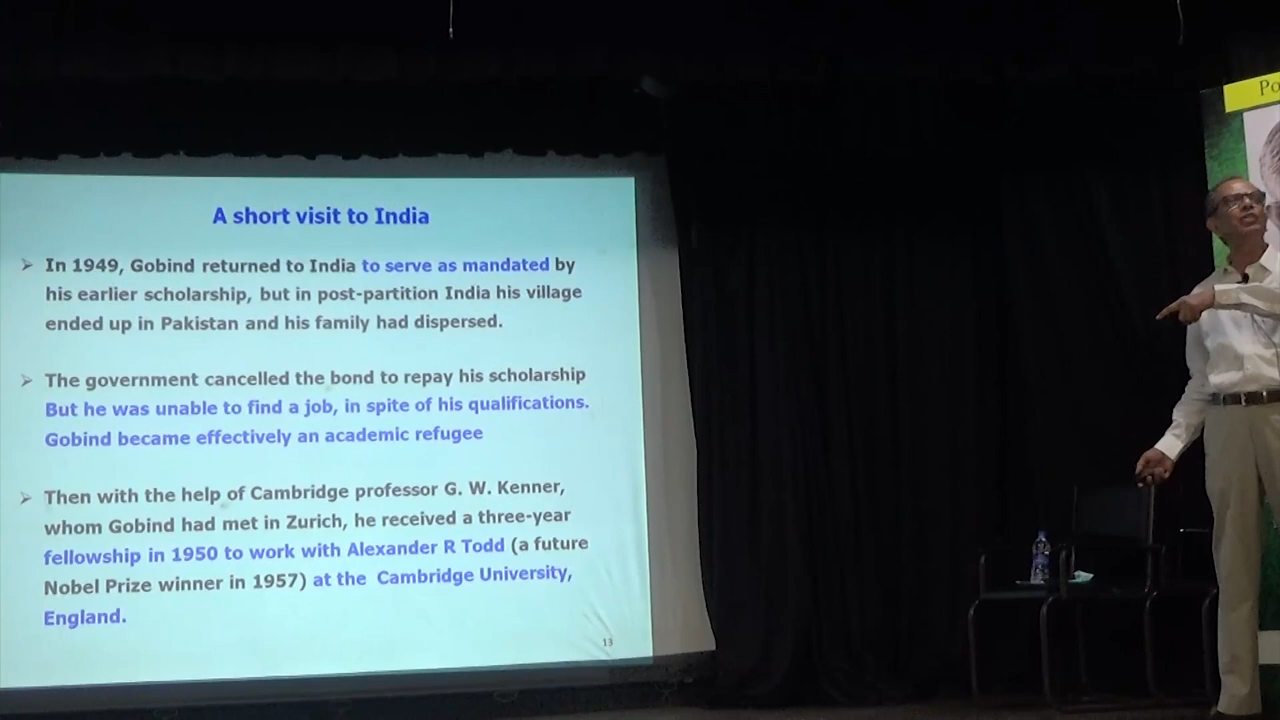 A short visit to India
➢ In 1949, Gobind returned to India to serve as mandated by
his earlier scholarship, but in post-partition India his village
ended up in Pakistan and his family had dispersed.
➢ The government cancelled the bond to repay his scholarship
But he was unable to find a job, in spite of his qualifications.
Gobind became effectively an academic refugee
➢ Then with the help of Cambridge professor G. W. Kenner,
whom Gobind had met in Zurich, he received a three-year
fellowship in 1950 to work with Alexander R Todd (a future
Nobel Prize winner in 1957) at the Cambridge University,
England.
13
Po